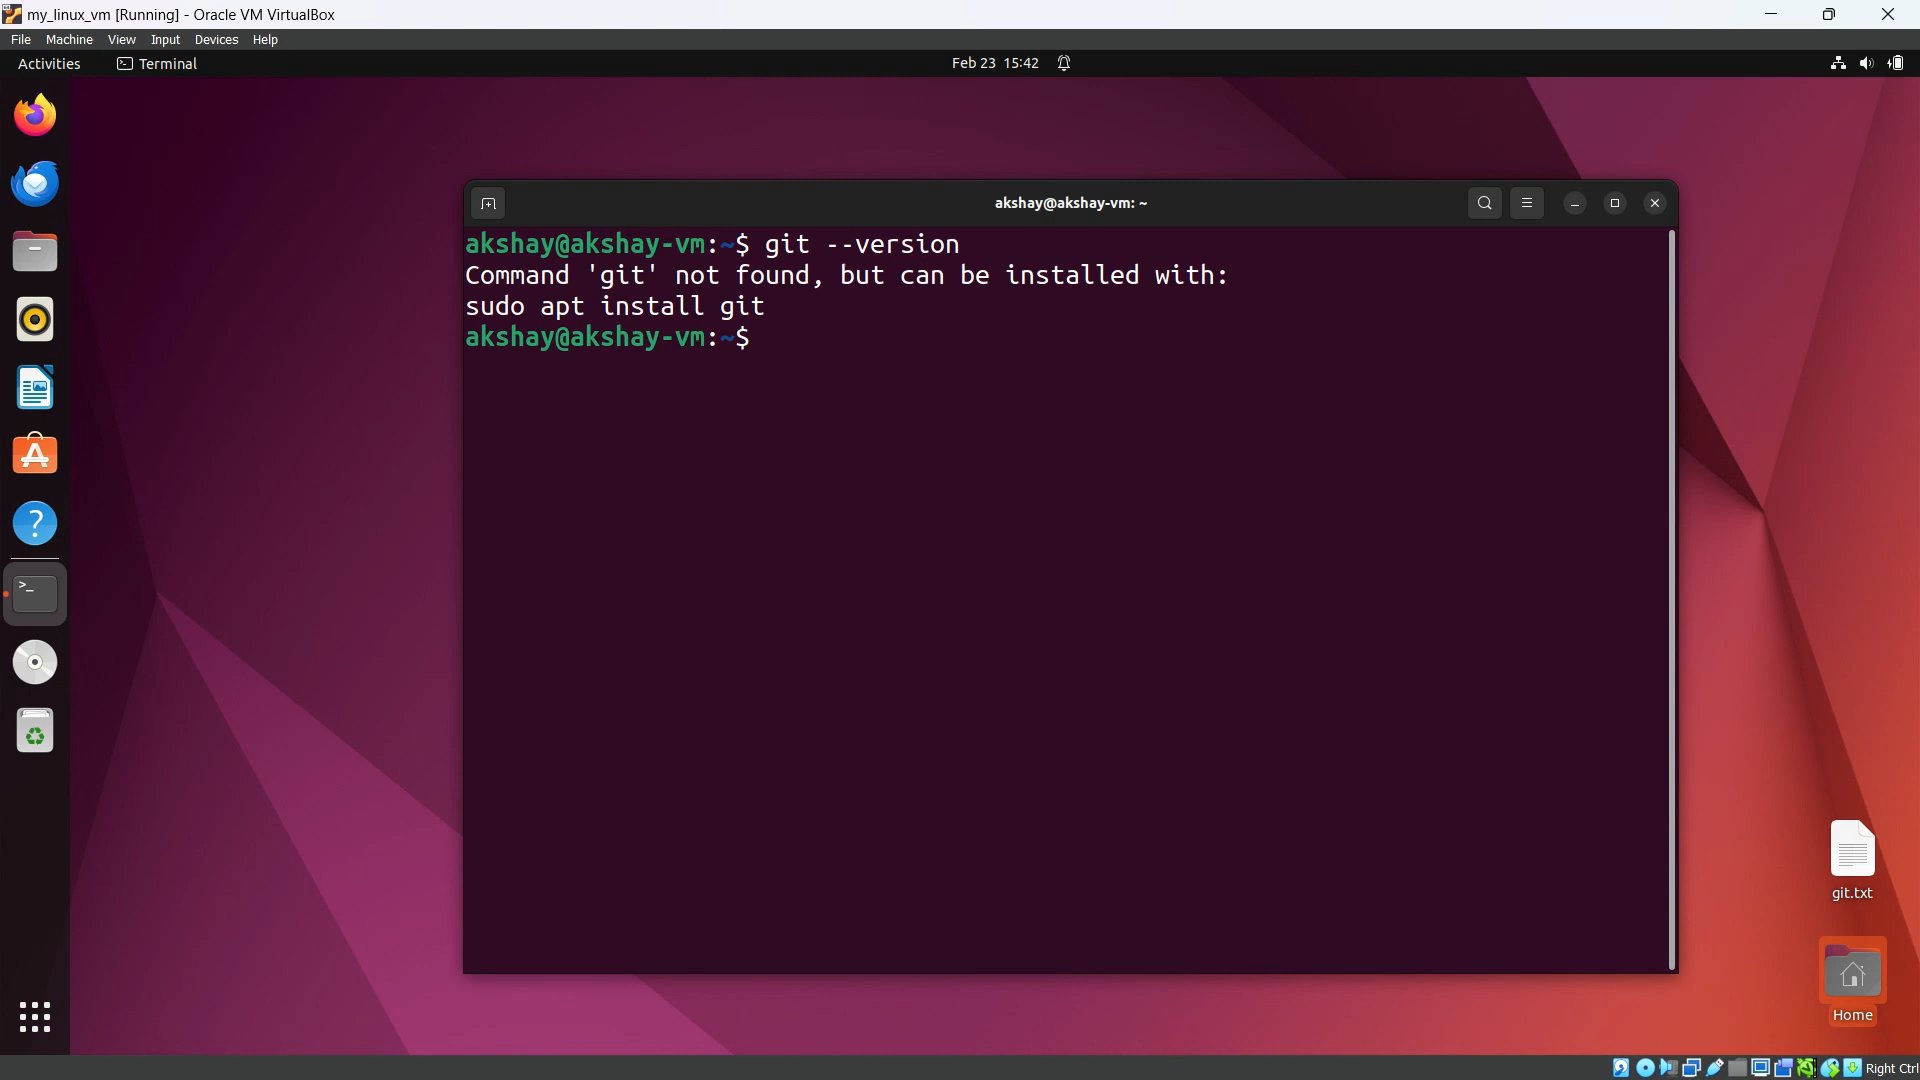 my_linux_vm [Running] - Oracle VM VirtualBox
File Machine View Input Devices Help
Activities Terminal Feb 23 15:42
akshay@akshay-vm: ~
akshay@akshay-vm:~$ git --version
Command 'git' not found, but can be installed with:
sudo apt install git
akshay@akshay-vm:~$
git.txt
Home
Right Ctrl